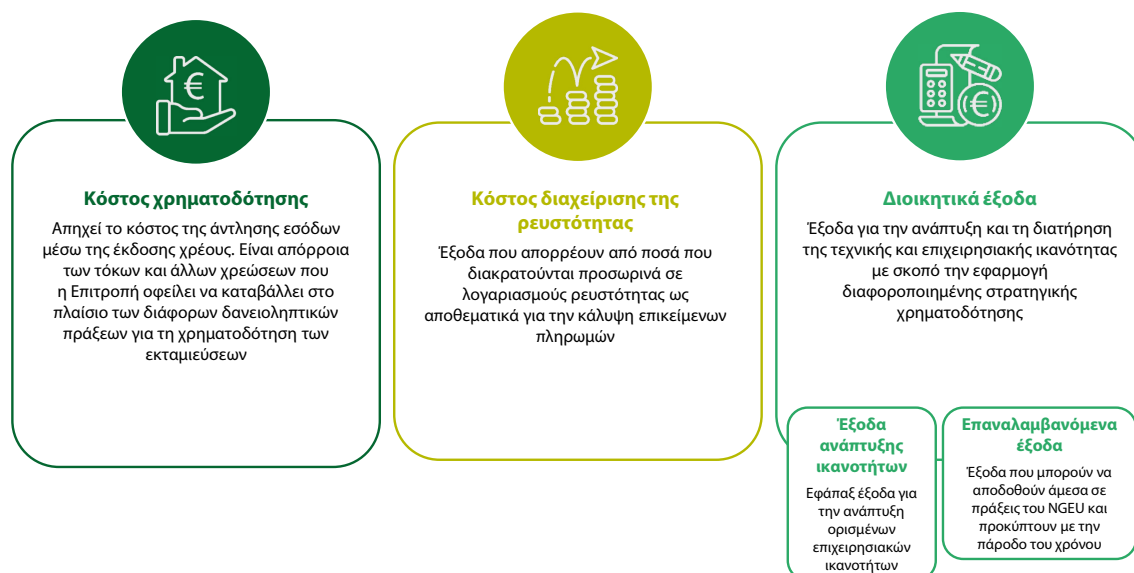 Κόστος χρηματοδότησης
Απηχεί το κόστος της άντλησης εσόδων
μέσω της έκδοσης χρέους. Είναι απόρροια
των τόκων και άλλων χρεώσεων που
η Επιτροπή οφείλει να καταβάλλει στο
πλαίσιο των διάφορων δανειοληπτικών
πράξεων για τη χρηματοδότηση των
εκταμιεύσεων
Κόστος διαχείρισης της
ρευστότητας
Έξοδα που απορρέουν από ποσά που
διακρατούνται προσωρινά σε
λογαριασμούς ρευστότητας ως
αποθεματικά για την κάλυψη επικείμενων
πληρωμών
Διοικητικά έξοδα
Έξοδα για την ανάπτυξη και τη διατήρηση
της τεχνικής και επιχειρησιακής ικανότητας
με σκοπό την εφαρμογή
διαφοροποιημένης στρατηγικής
χρηματοδότησης
Έξοδα
ανάπτυξης
ικανοτήτων
Εφάπαξ έξοδα για
την ανάπτυξη
ορισμένων
επιχειρησιακών
ικανοτήτων
Επαναλαμβανόμενα
έξοδα
Έξοδα που μπορούν να
αποδοθούν άμεσα σε
πράξεις του NGEU και
προκύπτουν με την
πάροδο του χρόνου